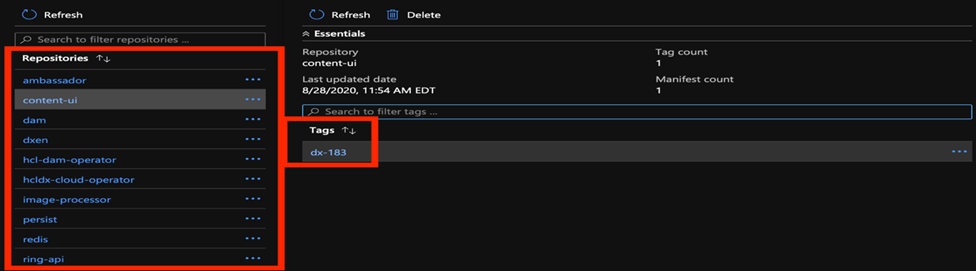 Refresh
Search to filter repositories ...
Repositories ↑↓
ambassador ...
content-ui ...
dam ...
dxen ...
hcl-dam-operator ...
hcldx-cloud-operator ...
image-processor ...
persist ...
redis ...
ring-api ...
Refresh Delete
Essentials
Repository Tag count
content-ui 1
Last updated date Manifest count
8/28/2020, 11:54 AM EDT 1
Search to filter tags ...
Tags ↑↓
dx-183 ...